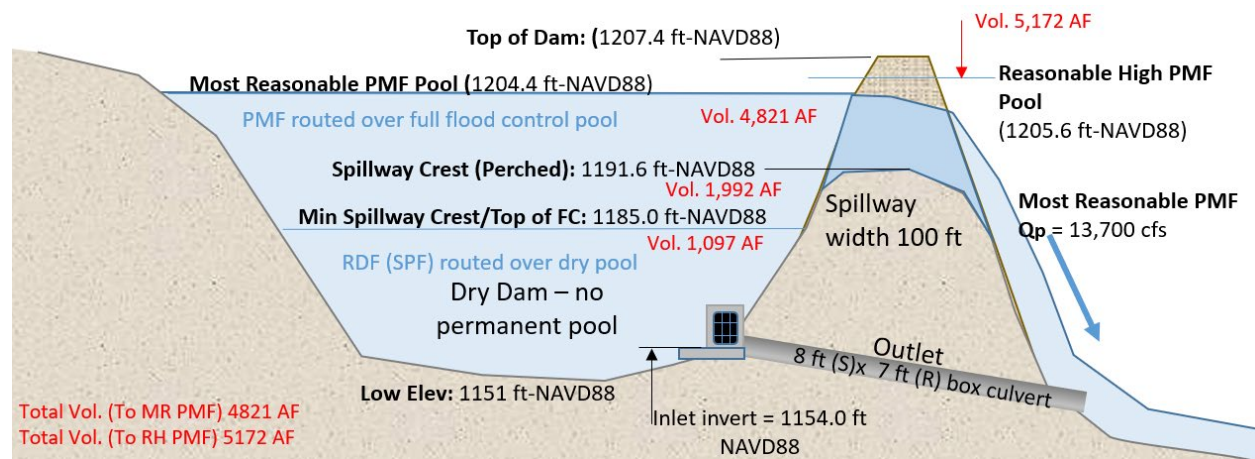 Vol. 5,172 AF
Top of Dam: (1207.4 ft-NAVD88)
Most Reasonable PMF Pool (1204.4 ft-NAVD88)
Reasonable High PMF
Pool
(1205.6 ft-NAVD88)
PMF routed over full flood control pool
Vol. 4,821 AF
Spillway Crest (Perched): 1191.6 ft-NAVD88
Vol. 1,992 AF
Min Spillway Crest/Top of FC: 1185.0 ft-NAVD88
Vol. 1,097 AF
Spillway
width 100 ft
Most Reasonable PMF
Qp = 13,700 cfs
RDF (SPF) routed over dry pool
Dry Dam – no
permanent pool
Outlet
8 ft (S)x 7 ft (R) box culvert
Low Elev: 1151 ft-NAVD88
Inlet invert = 1154.0 ft
NAVD88
Total Vol. (To MR PMF) 4821 AF
Total Vol. (To RH PMF) 5172 AF